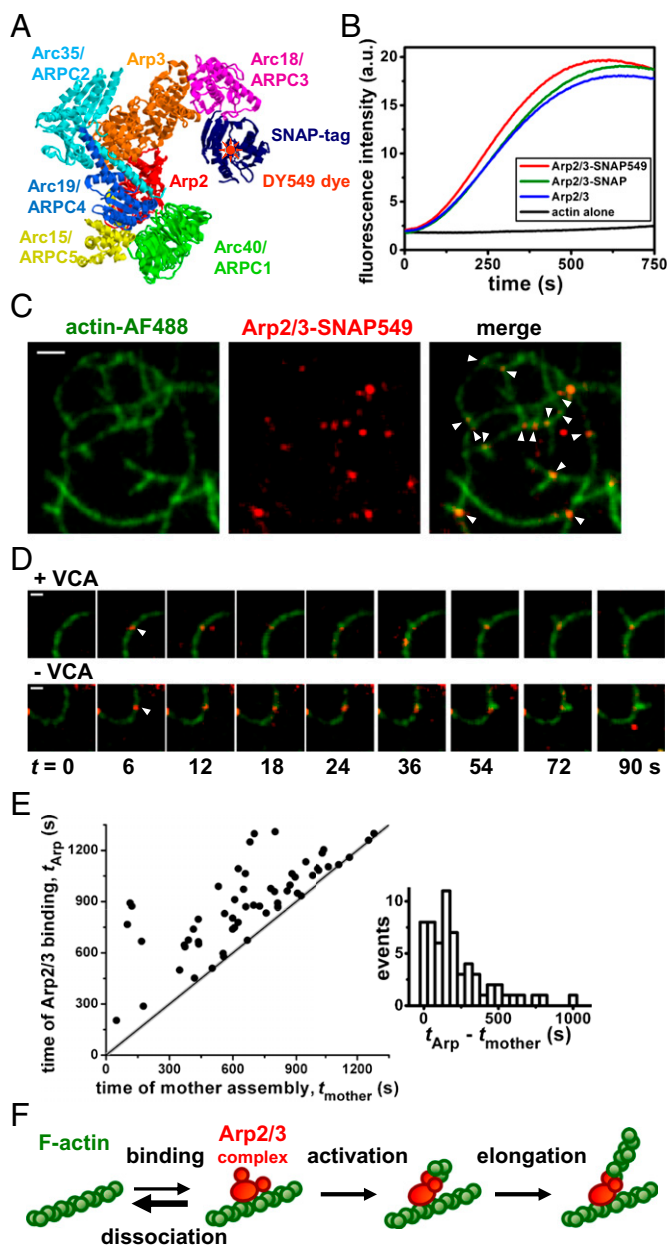 A
Arc35/
ARPC2
Arp3
Arc18/
ARPC3
SNAP-tag
DY549 dye
Arc19/
ARPC4
Arp2
Arc15/
ARPC5
Arc40/
ARPC1
B
fluorescence intensity (a.u.)
20
15
10
5
0
Arp2/3-SNAP549
Arp2/3-SNAP
Arp2/3
actin alone
0 250 500 750
time (s)
C
actin-AF488 Arp2/3-SNAP549 merge
D
+ VCA
- VCA
t = 0 6 12 18 24 36 54 72 90 s
E
time of Arp2/3 binding, tArp (s)
1200
900
600
300
0
0 300 600 900 1200
time of mother assembly, tmother (s)
events
10
5
0
0 500 1000
tArp - tmother (s)
F
F-actin
binding
dissociation
Arp2/3
complex
activation
elongation